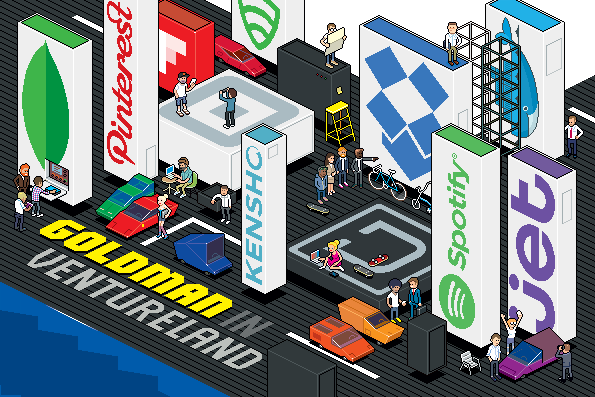 Pinterest
KENSHO
Spotify®
jet
GOLDMAN IN
VENTURELAND